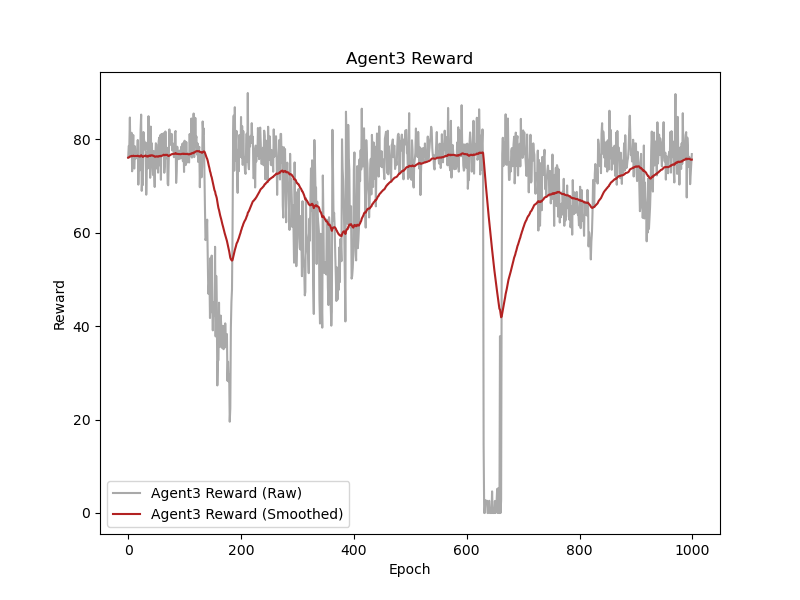 Agent3 Reward
80
60
40
20
0
Reward
Agent3 Reward (Raw)
Agent3 Reward (Smoothed)
0 200 400 600 800 1000
Epoch